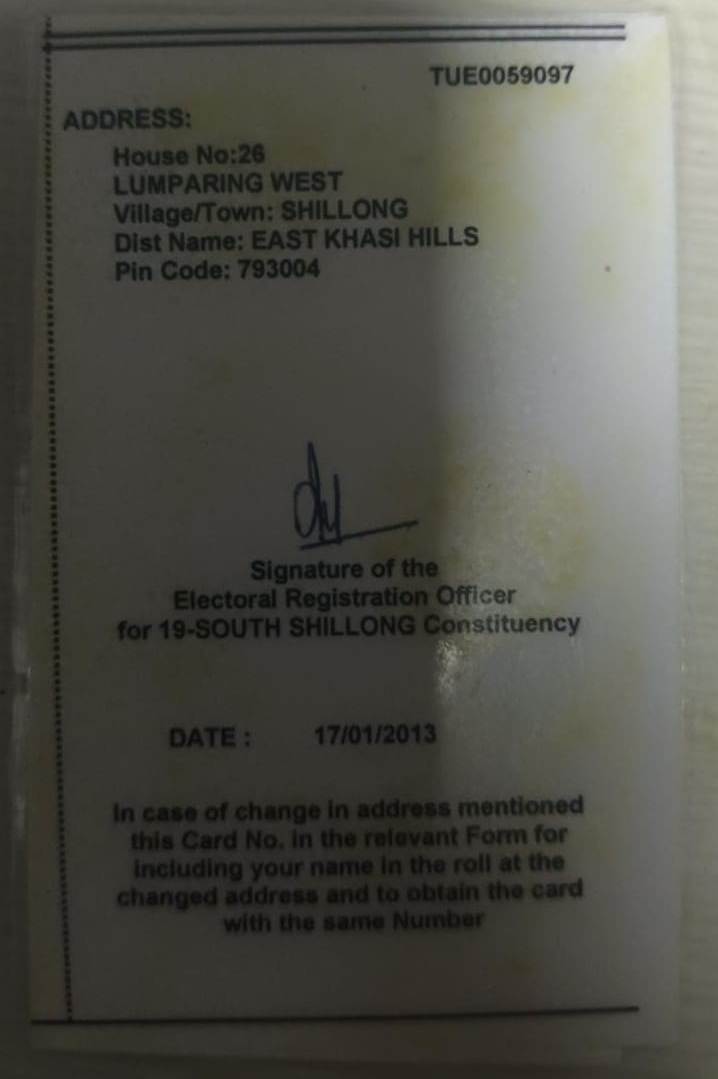 TUE0059097
ADDRESS:
House No:26
LUMPARING WEST
Village/Town: SHILLONG
Dist Name: EAST KHASI HILLS
Pin Code: 793004
Signature of the
Electoral Registration Officer
for 19-SOUTH SHILLONG Constituency
DATE : 17/01/2013
In case of change in address mentioned
this Card No. in the relevant Form for
including your name in the roll at the
changed address and to obtain the card
with the same Number